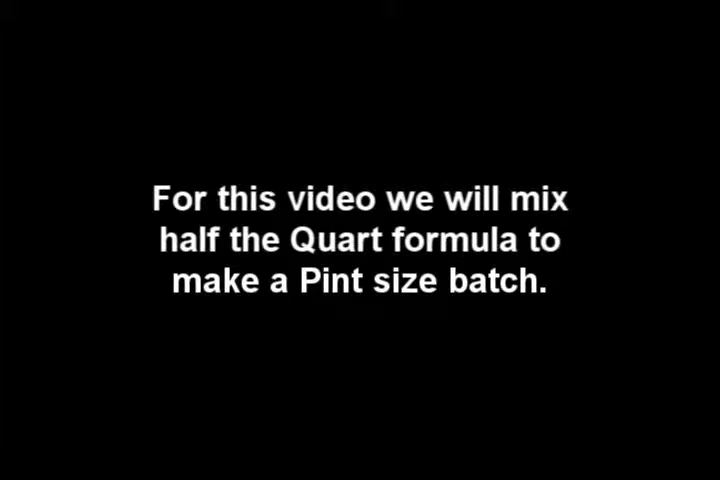 For this video we will mix
half the Quart formula to
make a Pint size batch.